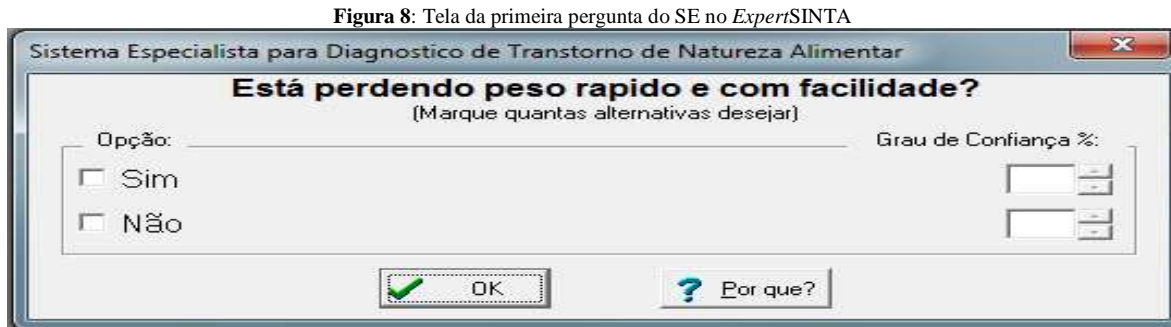 Figura 8: Tela da primeira pergunta do SE no ExpertSINTA
Sistema Especialista para Diagnostico de Transtorno de Natureza Alimentar
Está perdendo peso rapido e com facilidade?
(Marque quantas alternativas desejar)
Opção: Grau de Confiança %:
Sim
Não
OK Por que?